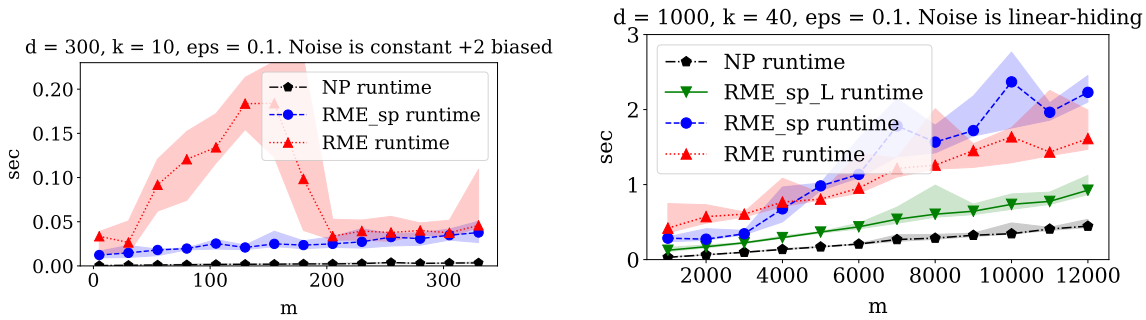 d = 300, k = 10, eps = 0.1. Noise is constant +2 biased
0.20
0.15
0.10
0.05
0.00
sec
0
100
200
300
m
NP runtime
RME_sp runtime
RME runtime
d = 1000, k = 40, eps = 0.1. Noise is linear-hiding
3
2
1
0
sec
2000
4000
6000
8000
10000
12000
m
NP runtime
RME_sp_L runtime
RME_sp runtime
RME runtime